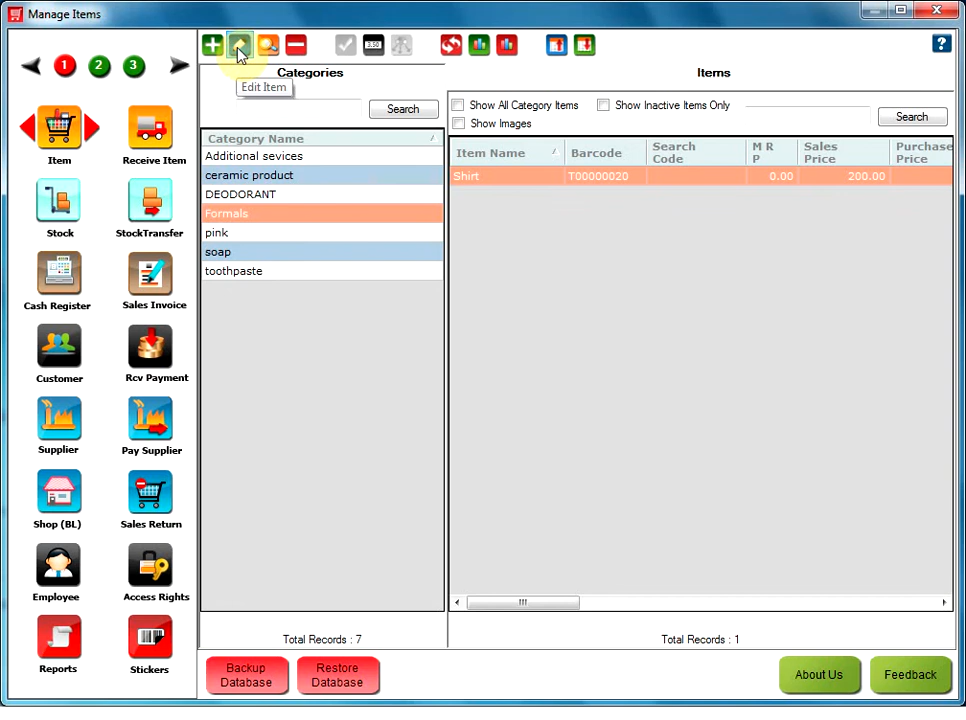 Manage Items
1 2 3
Item
Receive Item
Stock
StockTransfer
Cash Register
Sales Invoice
Customer
Rcv Payment
Supplier
Pay Supplier
Shop (BL)
Sales Return
Employee
Access Rights
Reports
Stickers
3.50
?
Edit Item
Categories
Search
Category Name
Additional sevices
ceramic product
DEODORANT
Formals
pink
soap
toothpaste
Total Records : 7
Items
Show All Category Items
Show Inactive Items Only
Show Images
Search
Item Name
Barcode
Search
Code
M R
P
Sales
Price
Purchase
Price
Shirt T00000020 0.00 200.00
Total Records : 1
Backup
Database
Restore
Database
About Us
Feedback